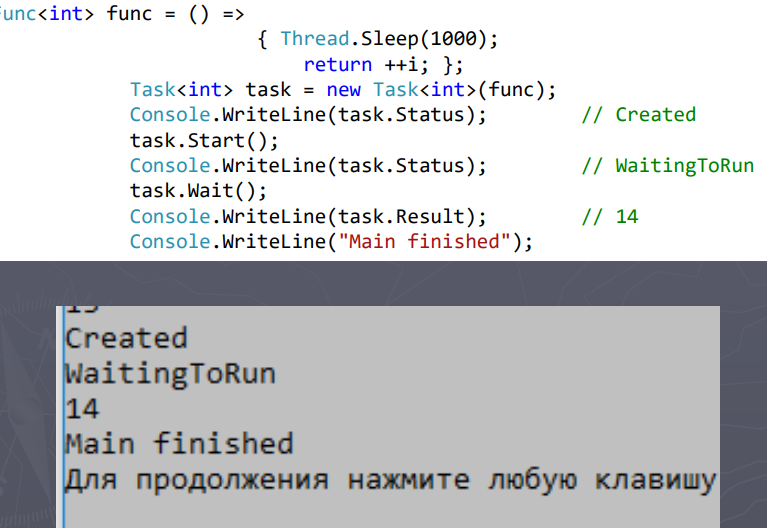 Func<int> func = () =>
{ Thread.Sleep(1000);
return ++i; };
Task<int> task = new Task<int>(func);
Console.WriteLine(task.Status); // Created
task.Start();
Console.WriteLine(task.Status); // WaitingToRun
task.Wait();
Console.WriteLine(task.Result); // 14
Console.WriteLine("Main finished");
Created
WaitingToRun
14
Main finished
Для продолжения нажмите любую клавишу